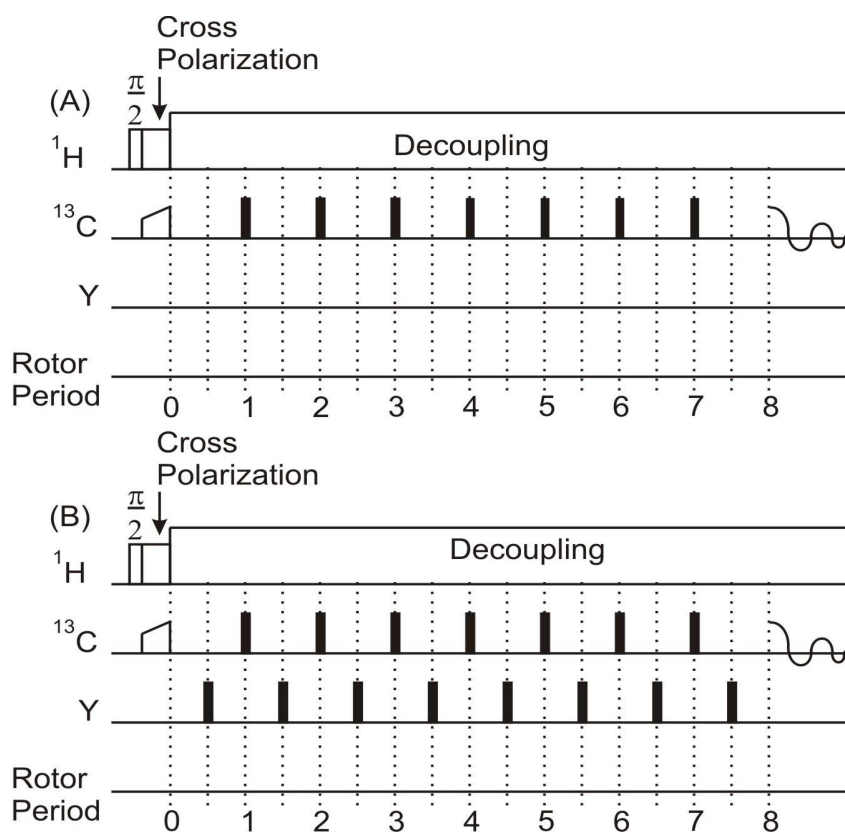 Cross
Polarization
π
2
(A)
¹H
Decoupling
¹³C
Y
Rotor
Period
0 1 2 3 4 5 6 7 8
Cross
Polarization
π
2
(B)
¹H
Decoupling
¹³C
Y
Rotor
Period
0 1 2 3 4 5 6 7 8